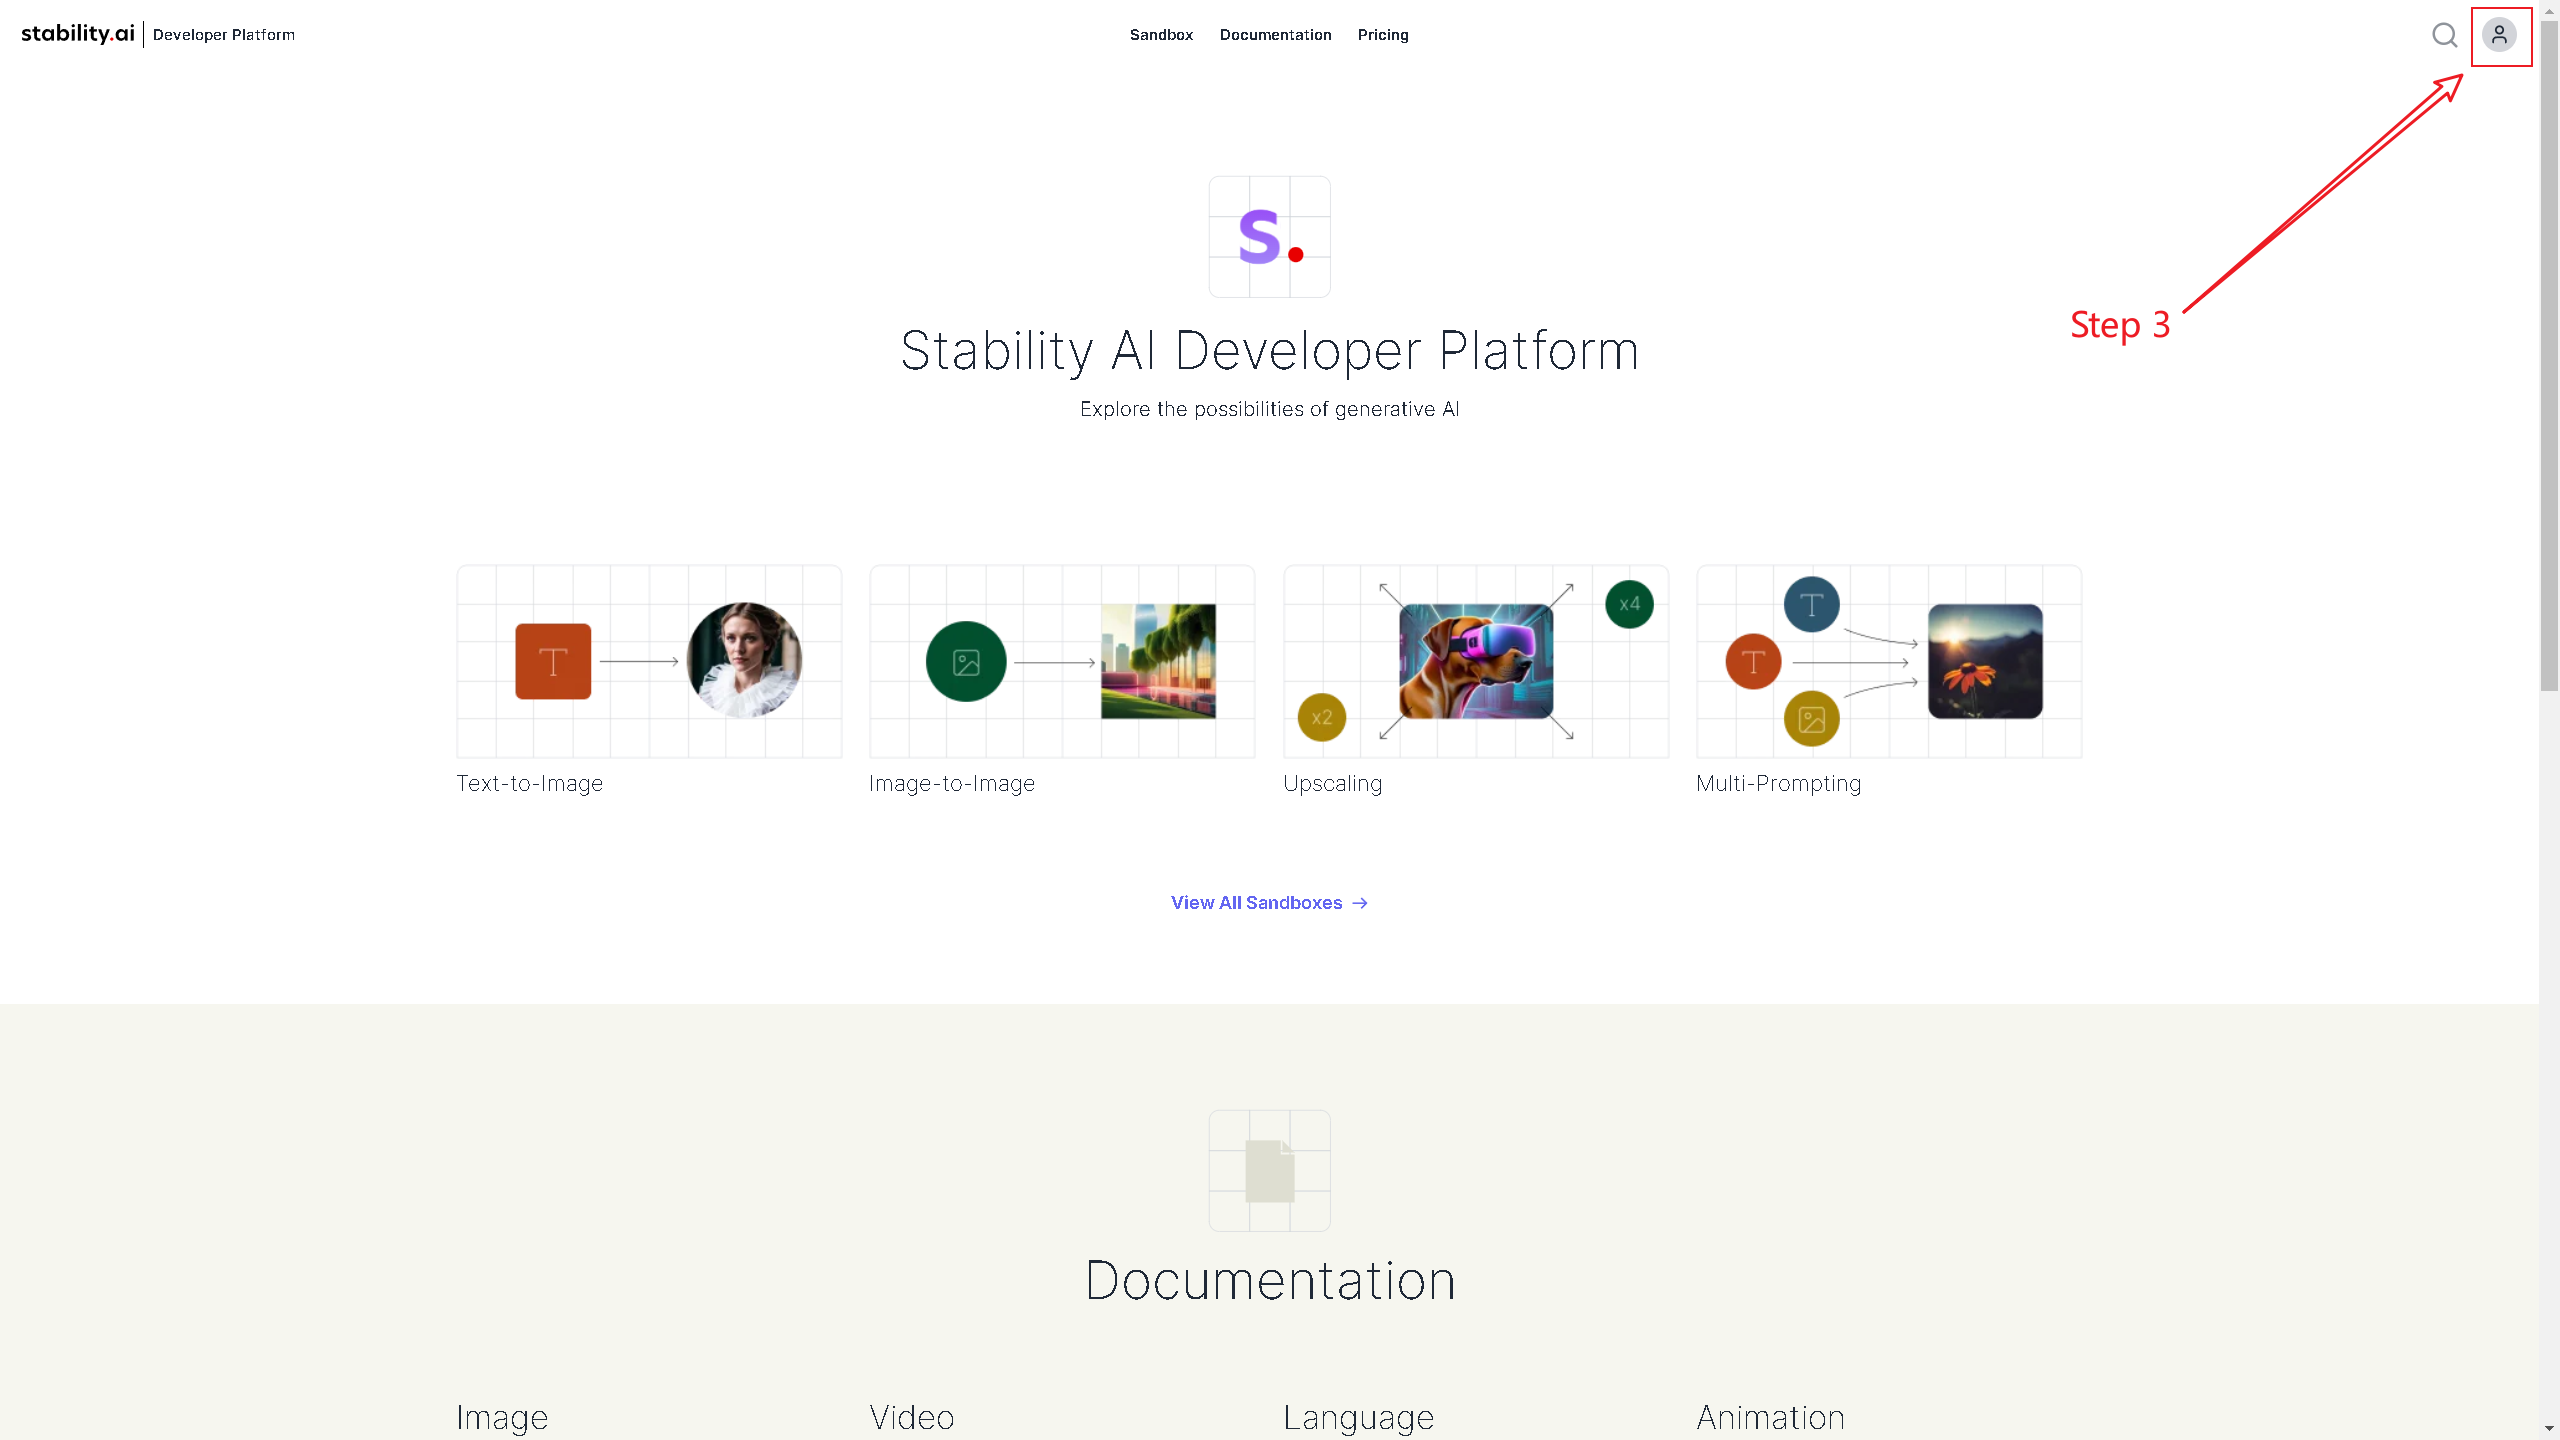 stability.ai Developer Platform
Sandbox Documentation Pricing
Step 3
S.
Stability AI Developer Platform
Explore the possibilities of generative AI
T
x2
x4
T
T
Text-to-Image
Image-to-Image
Upscaling
Multi-Prompting
View All Sandboxes →
Documentation
Image
Video
Language
Animation